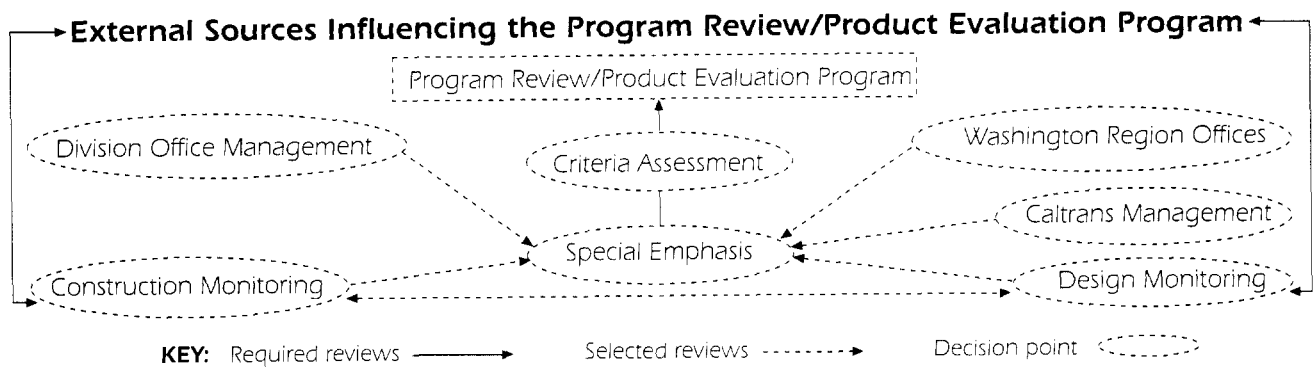 External Sources Influencing the Program Review/Product Evaluation Program
Program Review/Product Evaluation Program
Division Office Management
Criteria Assessment
Washington Region Offices
Caltrans Management
Special Emphasis
Construction Monitoring
Design Monitoring
KEY: Required reviews Selected reviews Decision point